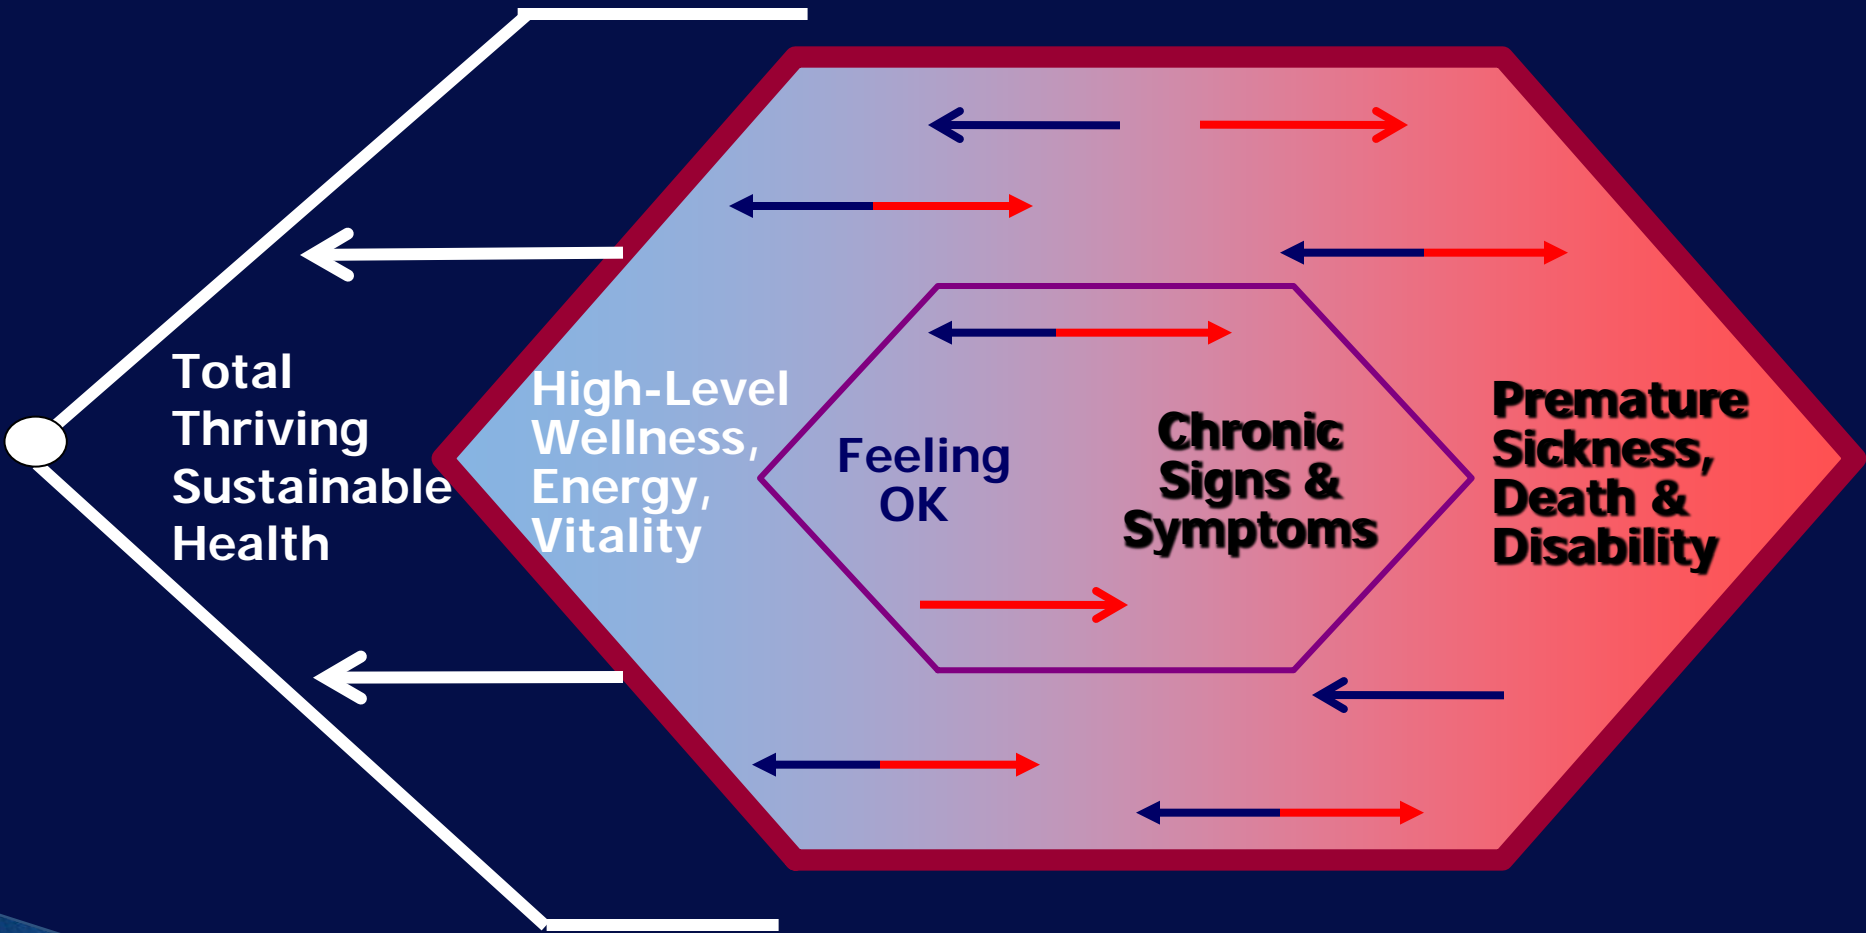 Total
Thriving
Sustainable
Health
High-Level
Wellness,
Energy,
Vitality
Feeling
OK
Chronic
Signs &
Symptoms
Premature
Sickness,
Death &
Disability